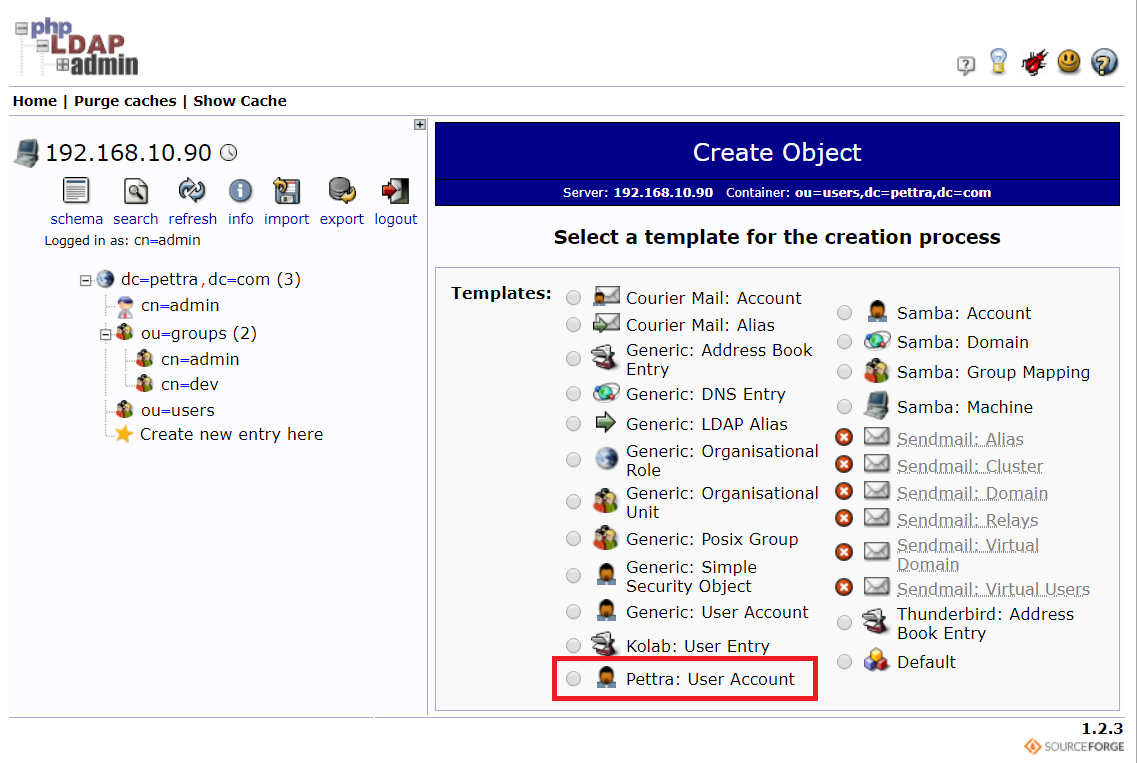 php
LDAP
admin
Home | Purge caches | Show Cache
192.168.10.90
schema search refresh info import export logout
Logged in as: cn=admin
dc=pettra,dc=com (3)
cn=admin
ou=groups (2)
cn=admin
cn=dev
ou=users
Create new entry here
Create Object
Server: 192.168.10.90 Container: ou=users,dc=pettra,dc=com
Select a template for the creation process
Templates:
Courier Mail: Account
Courier Mail: Alias
Generic: Address Book
Entry
Generic: DNS Entry
Generic: LDAP Alias
Generic: Organisational
Role
Generic: Organisational
Unit
Generic: Posix Group
Generic: Simple
Security Object
Generic: User Account
Kolab: User Entry
Pettra: User Account
Samba: Account
Samba: Domain
Samba: Group Mapping
Samba: Machine
Sendmail: Alias
Sendmail: Cluster
Sendmail: Domain
Sendmail: Relays
Sendmail: Virtual
Domain
Sendmail: Virtual Users
Thunderbird: Address
Book Entry
Default
1.2.3
SOURCEFORGE